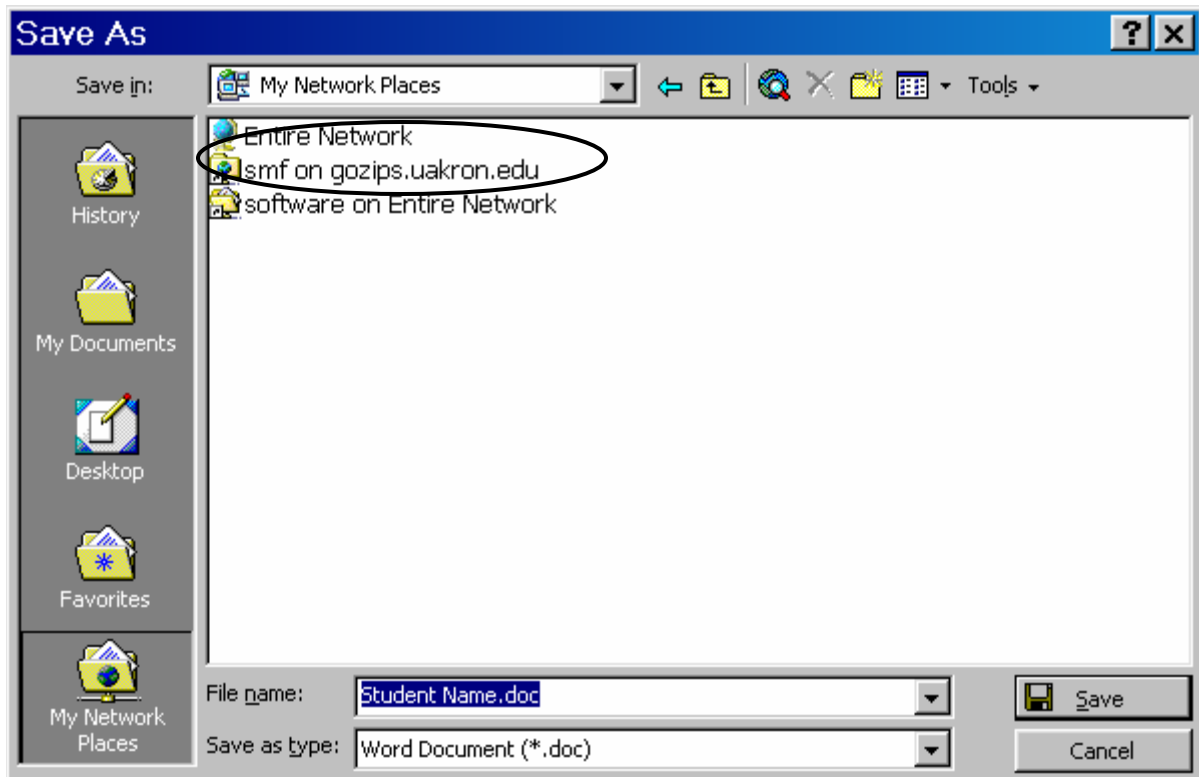 Save As
Save in:
My Network Places
Tools
Entire Network
smf on gozips.uakron.edu
software on Entire Network
History
My Documents
Desktop
Favorites
My Network
Places
File name:
Student Name.doc
Save
Save as type:
Word Document (*.doc)
Cancel